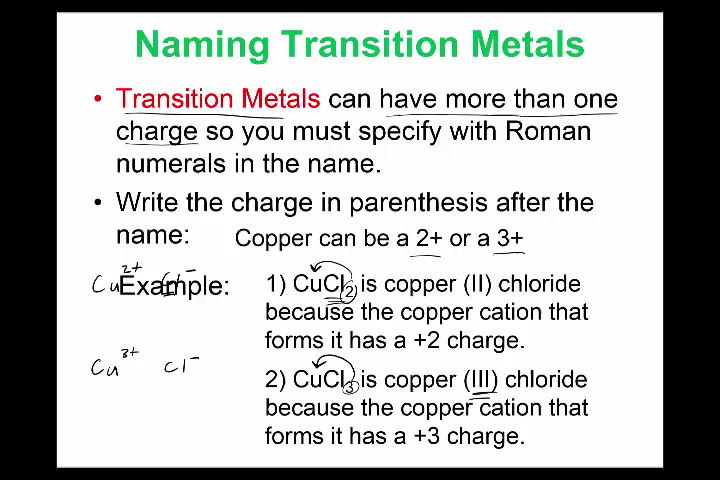 Naming Transition Metals
• Transition Metals can have more than one
charge so you must specify with Roman
numerals in the name.
• Write the charge in parenthesis after the
name: Copper can be a 2+ or a 3+
Cu²⁺ Cl⁻
Example: 1) CuCl₂ is copper (II) chloride
because the copper cation that
forms it has a +2 charge.
Cu³⁺ Cl⁻
2) CuCl₃ is copper (III) chloride
because the copper cation that
forms it has a +3 charge.